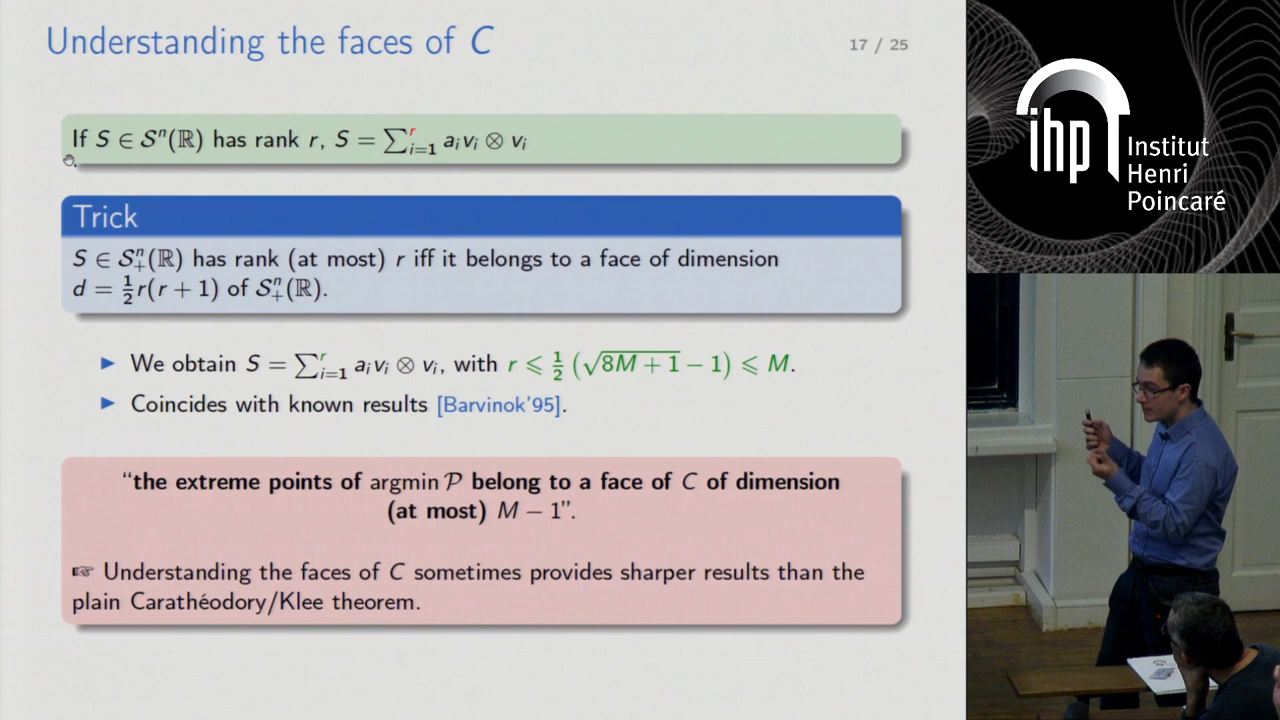 Understanding the faces of C
17 / 25
If S ∈ 𝒮ⁿ(ℝ) has rank r, S = ∑ᵢ₌₁ʳ aᵢvᵢ ⊗ vᵢ
Trick
S ∈ 𝒮₊ⁿ(ℝ) has rank (at most) r iff it belongs to a face of dimension
d = ½r(r + 1) of 𝒮₊ⁿ(ℝ).
▶ We obtain S = ∑ᵢ₌₁ʳ aᵢvᵢ ⊗ vᵢ, with r ⩽ ½ (√(8M + 1) − 1) ⩽ M.
▶ Coincides with known results [Barvinok'95].
“the extreme points of argmin 𝒫 belong to a face of C of dimension
(at most) M − 1”.
☞ Understanding the faces of C sometimes provides sharper results than the
plain Carathéodory/Klee theorem.
ihp
Institut
Henri
Poincaré